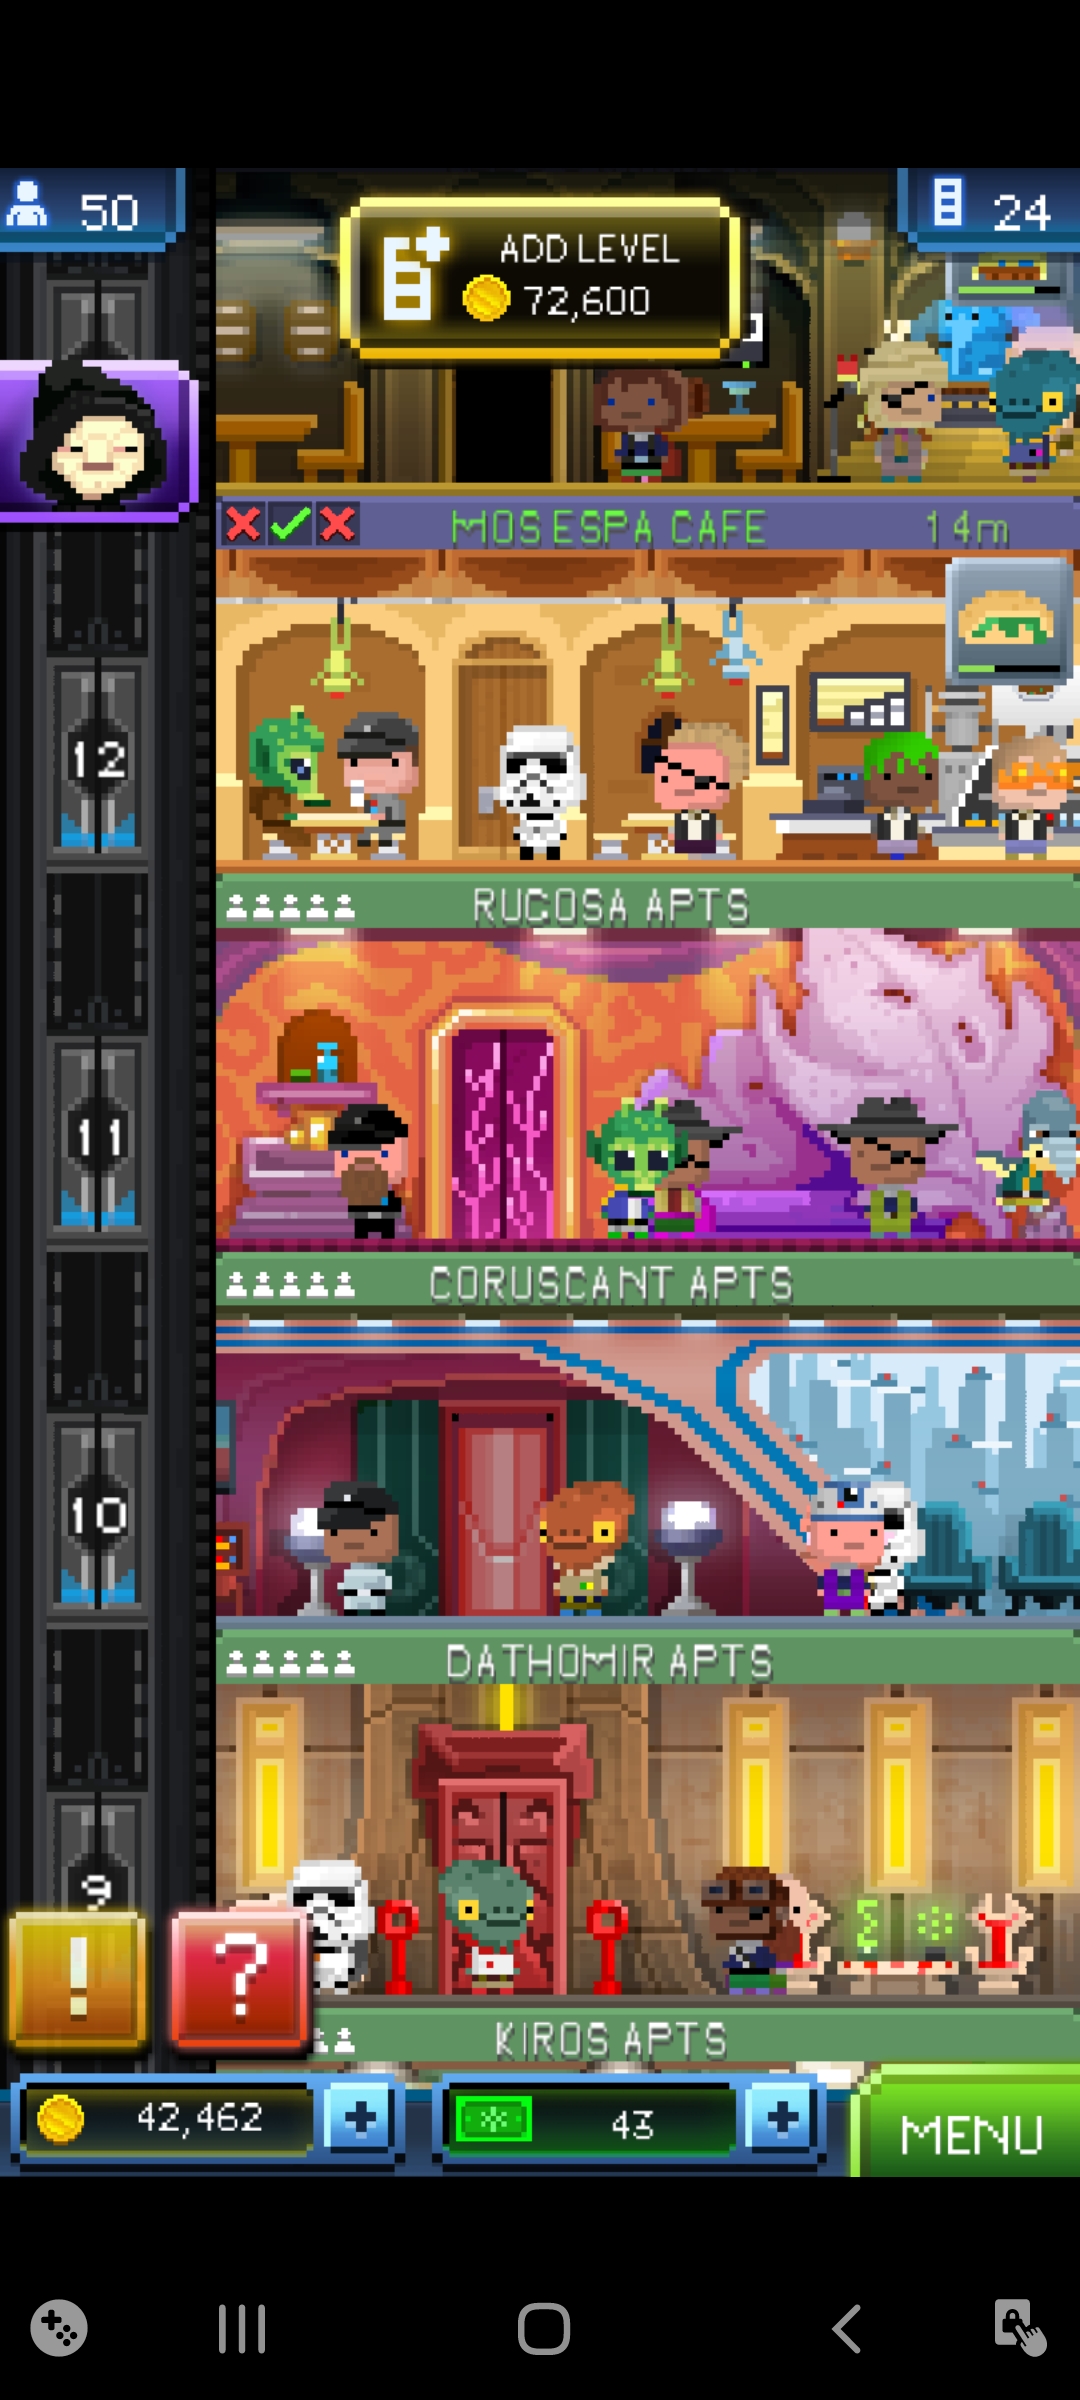 50
24
ADD LEVEL
72,600
MOS ESPA CAFE 14m
12
RUGOSA APTS
11
CORUSCANT APTS
10
DATHOMIR APTS
9
! ?
KIROS APTS
42,462 + 43 + MENU